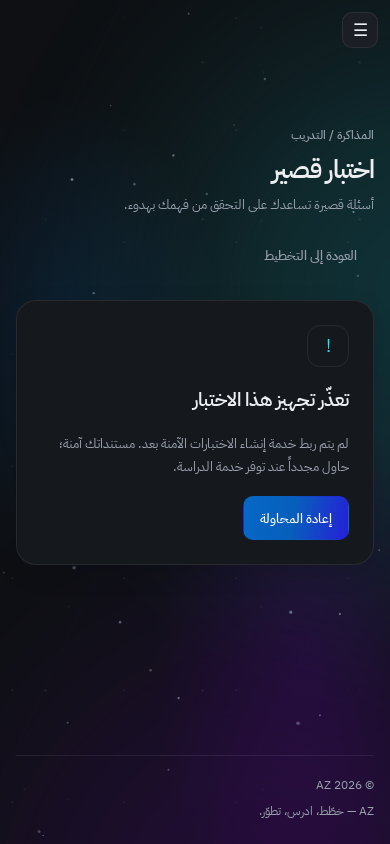 ☰
المذاكرة / التدريب
اختبار قصير
أسئلة قصيرة تساعدك على التحقق من فهمك بهدوء.
العودة إلى التخطيط
!
تعذّر تجهيز هذا الاختبار
لم يتم ربط خدمة إنشاء الاختبارات الآمنة بعد. مستنداتك آمنة؛
حاول مجدداً عند توفر خدمة الدراسة.
إعادة المحاولة
© 2026 AZ
AZ — خطّط، ادرس، تطوّر.